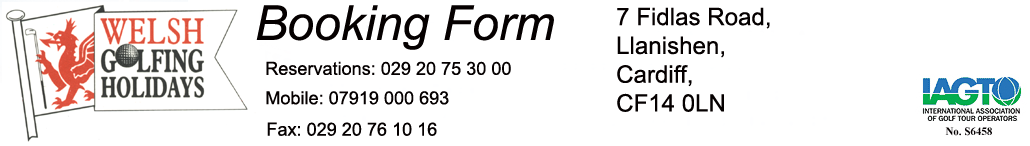 WELSH
GOLFING
HOLIDAYS
Booking Form
Reservations: 029 20 75 30 00
Mobile: 07919 000 693
Fax: 029 20 76 10 16
7 Fidlas Road,
Llanishen,
Cardiff,
CF14 0LN
IAGTO
INTERNATIONAL ASSOCIATION
OF GOLF TOUR OPERATORS
No. S6458